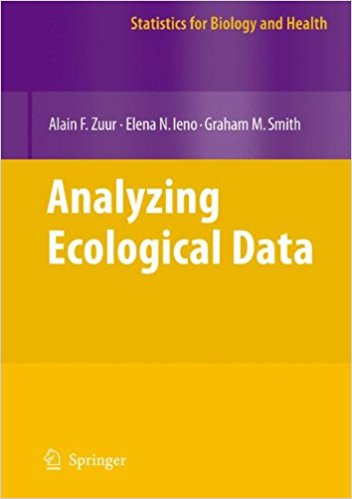 Statistics for Biology and Health
Alain F. Zuur · Elena N. Ieno · Graham M. Smith
Analyzing
Ecological Data
Springer